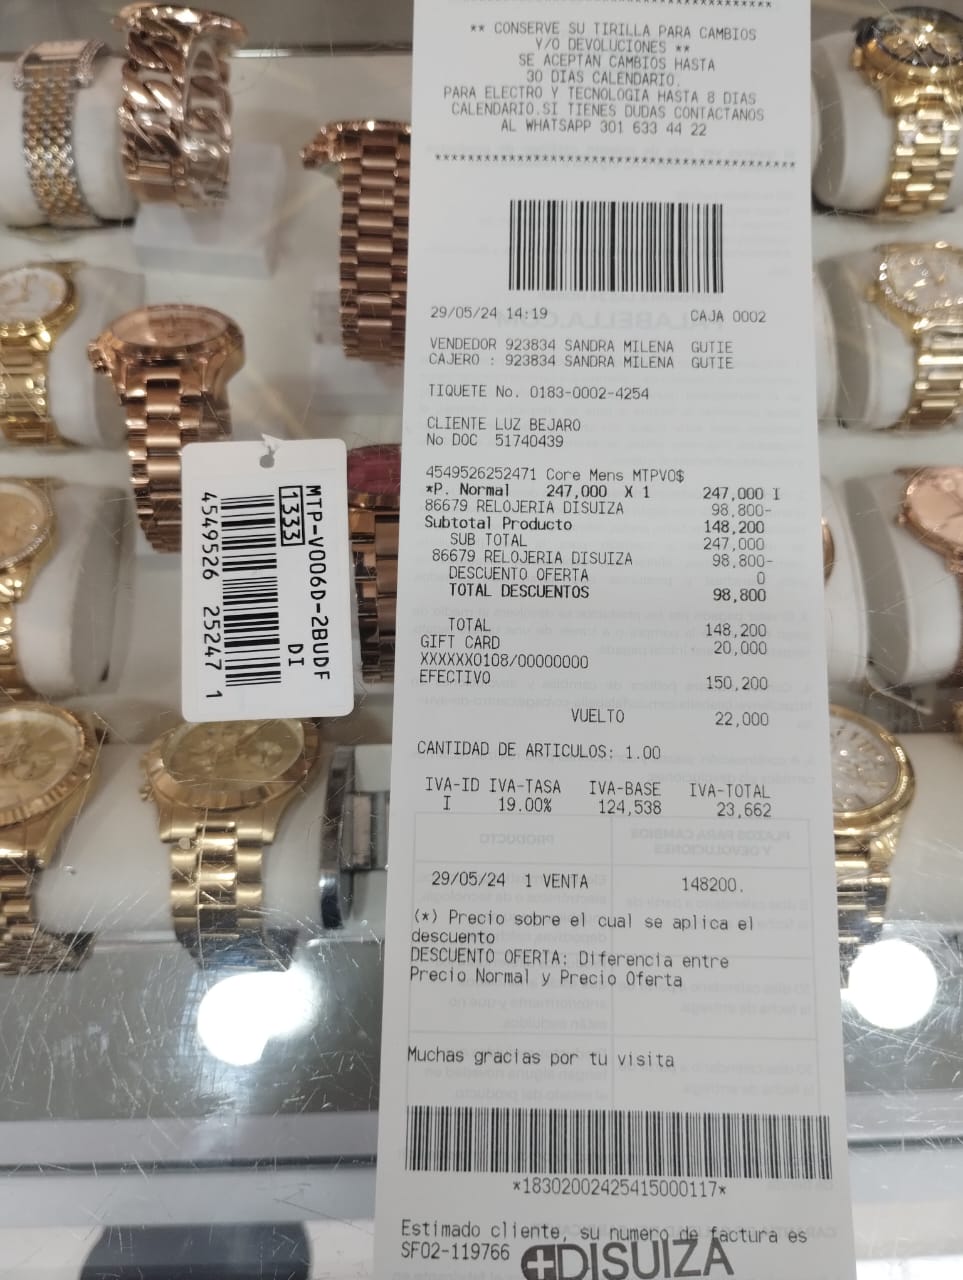 ** CONSERVE SU TIRILLA PARA CAMBIOS
Y/O DEVOLUCIONES **
SE ACEPTAN CAMBIOS HASTA
30 DIAS CALENDARIO.
PARA ELECTRO Y TECNOLOGIA HASTA 8 DIAS
CALENDARIO.SI TIENES DUDAS CONTACTANOS
AL WHATSAPP 301 633 44 22
29/05/24 14:19 CAJA 0002
VENDEDOR 923834 SANDRA MILENA GUTIE
CAJERO : 923834 SANDRA MILENA GUTIE
TIQUETE No. 0183-0002-4254
CLIENTE LUZ BEJARO
No DOC 51740439
4549526252471 Core Mens MTPVO$
*P. Normal 247,000 X 1 247,000 I
86679 RELOJERIA DISUIZA 98,800-
Subtotal Producto 148,200
SUB TOTAL 247,000
86679 RELOJERIA DISUIZA 98,800-
DESCUENTO OFERTA 0
TOTAL DESCUENTOS 98,800
TOTAL 148,200
GIFT CARD 20,000
XXXXXX0108/00000000
EFECTIVO 150,200
VUELTO 22,000
CANTIDAD DE ARTICULOS: 1.00
IVA-ID IVA-TASA IVA-BASE IVA-TOTAL
I 19.00% 124,538 23,662
29/05/24 1 VENTA 148200.
(*) Precio sobre el cual se aplica el
descuento
DESCUENTO OFERTA: Diferencia entre
Precio Normal y Precio Oferta
Muchas gracias por tu visita
*18302002425415000117*
Estimado cliente, su numero de factura es
SF02-119766
DISUIZA
MTP-V006D-2BUDF
1333 DI
4549526 25247 1